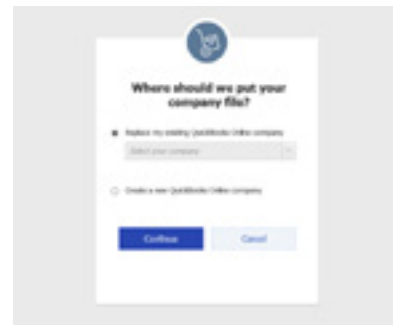 Where should we put your
company file?
Replace my existing QuickBooks Online company
Select your company
Create a new QuickBooks Online company
Continue
Cancel